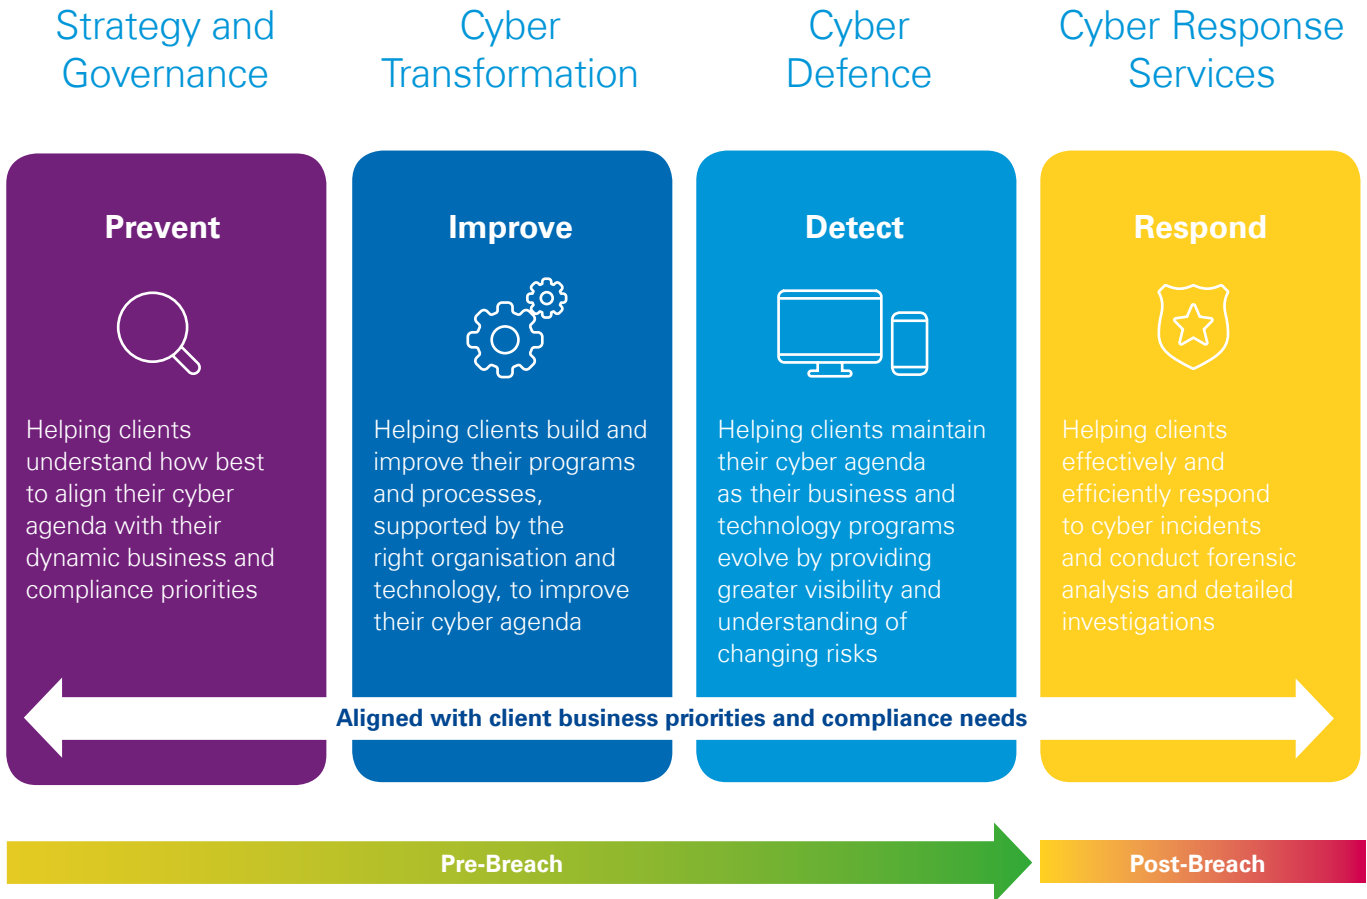 Strategy and
Governance
Cyber
Transformation
Cyber
Defence
Cyber Response
Services
Prevent
Helping clients
understand how best
to align their cyber
agenda with their
dynamic business and
compliance priorities
Improve
Helping clients build and
improve their programs
and processes,
supported by the
right organisation and
technology, to improve
their cyber agenda
Detect
Helping clients maintain
their cyber agenda
as their business and
technology programs
evolve by providing
greater visibility and
understanding of
changing risks
Respond
Helping clients
effectively and
efficiently respond
to cyber incidents
and conduct forensic
analysis and detailed
investigations
Aligned with client business priorities and compliance needs
Pre-Breach
Post-Breach